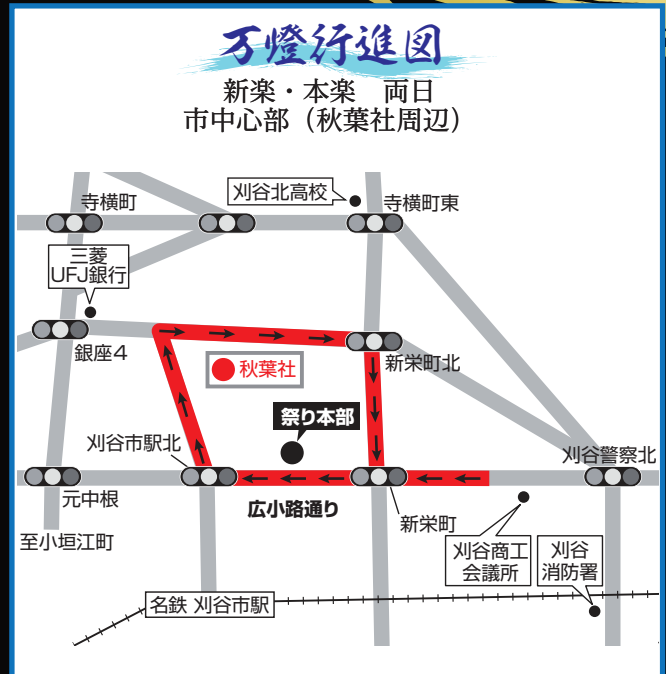 万燈行進図
新楽・本楽　両日
市中心部（秋葉社周辺）
寺横町
刈谷北高校
寺横町東
三菱
UFJ銀行
銀座4
新栄町北
秋葉社
祭り本部
刈谷市駅北
刈谷警察北
元中根
広小路通り
新栄町
至小垣江町
刈谷商工
会議所
刈谷
消防署
名鉄 刈谷市駅